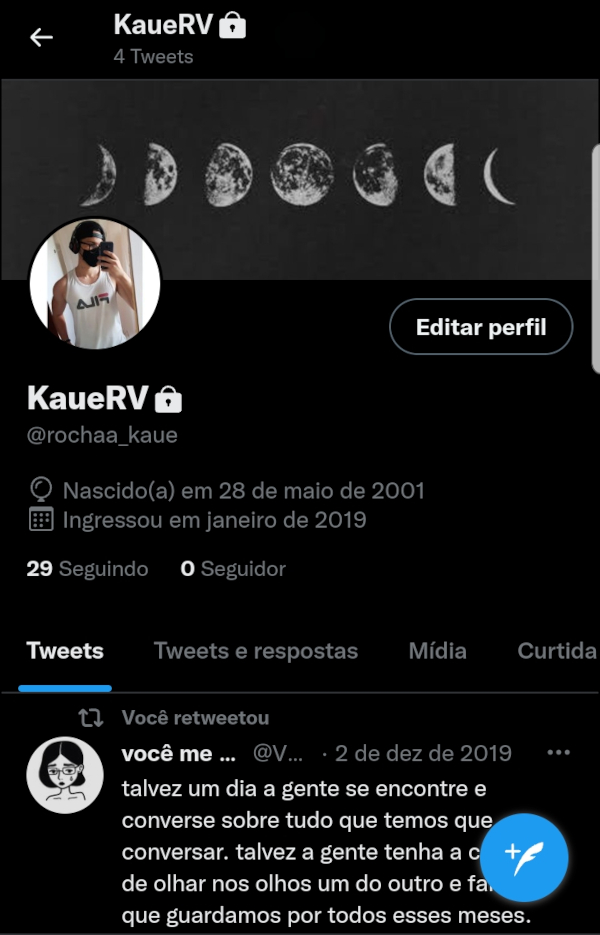 KaueRV
4 Tweets
FILA
Editar perfil
KaueRV
@rochaa_kaue
Nascido(a) em 28 de maio de 2001
Ingressou em janeiro de 2019
29 Seguindo 0 Seguidor
Tweets Tweets e respostas Mídia Curtida
Você retweetou
você me ... @V... · 2 de dez de 2019
talvez um dia a gente se encontre e
converse sobre tudo que temos que
conversar. talvez a gente tenha a
de olhar nos olhos um do outro e
que guardamos por todos esses meses.